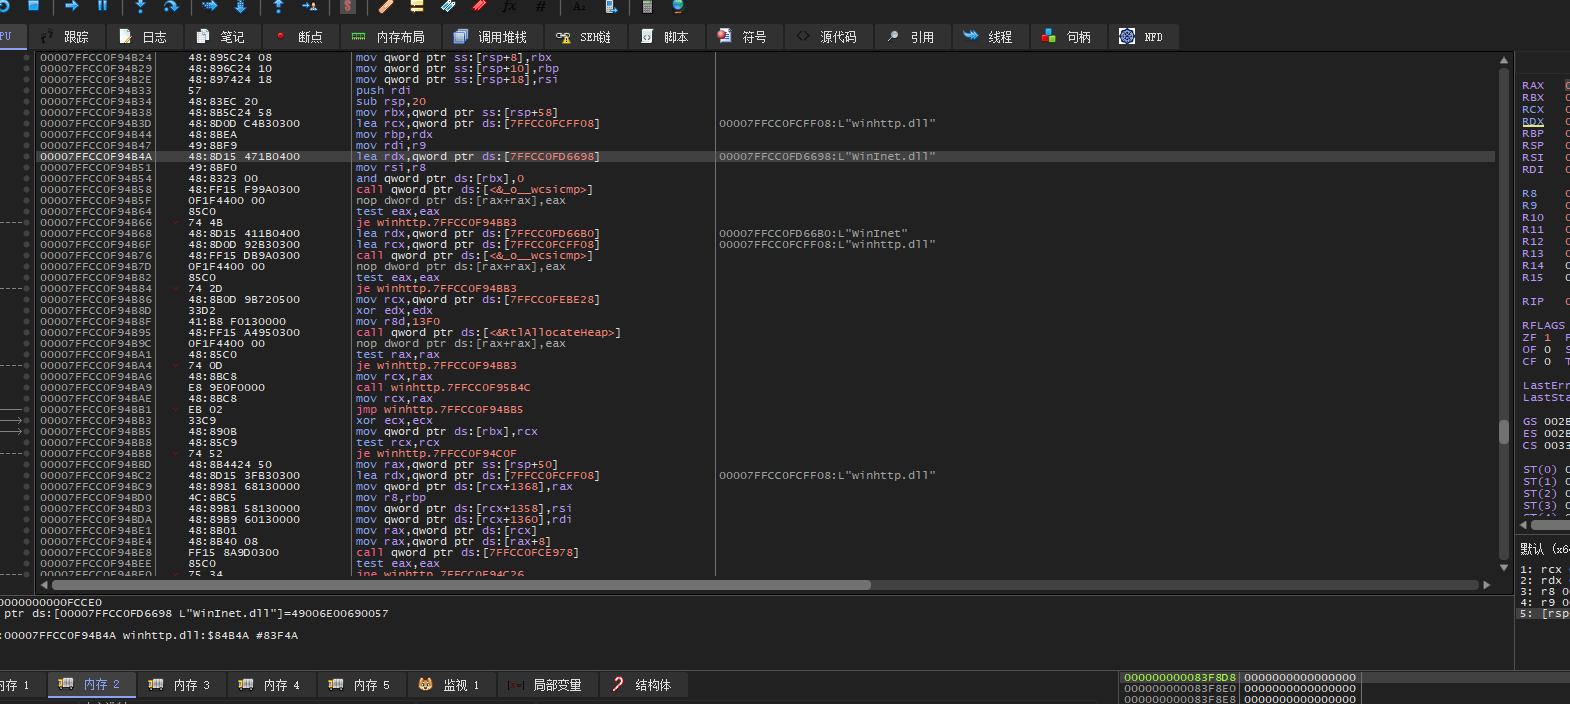 PU 跟踪 日志 笔记 断点 内存布局 调用堆栈 SEH链 脚本 符号 源代码 引用 线程 句柄 NFD
00007FFCC0F94B24 48:895C24 08 mov qword ptr ss:[rsp+8],rbx
00007FFCC0F94B29 48:896C24 10 mov qword ptr ss:[rsp+10],rbp
00007FFCC0F94B2E 48:897424 18 mov qword ptr ss:[rsp+18],rsi
00007FFCC0F94B33 57 push rdi
00007FFCC0F94B34 48:83EC 20 sub rsp,20
00007FFCC0F94B38 48:8B5C24 58 mov rbx,qword ptr ss:[rsp+58]
00007FFCC0F94B3D 48:8D0D C4B30300 lea rcx,qword ptr ds:[7FFCC0FCFF08] 00007FFCC0FCFF08:L"winhttp.dll"
00007FFCC0F94B44 48:8BEA mov rbp,rdx
00007FFCC0F94B47 49:8BF9 mov rdi,r9
00007FFCC0F94B4A 48:8D15 471B0400 lea rdx,qword ptr ds:[7FFCC0FD6698] 00007FFCC0FD6698:L"WinInet.dll"
00007FFCC0F94B51 49:8BF0 mov rsi,r8
00007FFCC0F94B54 48:8323 00 and qword ptr ds:[rbx],0
00007FFCC0F94B58 48:FF15 F99A0300 call qword ptr ds:[<&_o__wcsicmp>]
00007FFCC0F94B5F 0F1F4400 00 nop dword ptr ds:[rax+rax],eax
00007FFCC0F94B64 85C0 test eax,eax
00007FFCC0F94B66 74 4B je winhttp.7FFCC0F94BB3
00007FFCC0F94B68 48:8D15 411B0400 lea rdx,qword ptr ds:[7FFCC0FD66B0] 00007FFCC0FD66B0:L"WinInet"
00007FFCC0F94B6F 48:8D0D 92B30300 lea rcx,qword ptr ds:[7FFCC0FCFF08] 00007FFCC0FCFF08:L"winhttp.dll"
00007FFCC0F94B76 48:FF15 DB9A0300 call qword ptr ds:[<&_o__wcsicmp>]
00007FFCC0F94B7D 0F1F4400 00 nop dword ptr ds:[rax+rax],eax
00007FFCC0F94B82 85C0 test eax,eax
00007FFCC0F94B84 74 2D je winhttp.7FFCC0F94BB3
00007FFCC0F94B86 48:8B0D 9B720500 mov rcx,qword ptr ds:[7FFCC0FEBE28]
00007FFCC0F94B8D 33D2 xor edx,edx
00007FFCC0F94B8F 41:B8 F0130000 mov r8d,13F0
00007FFCC0F94B95 48:FF15 A4950300 call qword ptr ds:[<&RtlAllocateHeap>]
00007FFCC0F94B9C 0F1F4400 00 nop dword ptr ds:[rax+rax],eax
00007FFCC0F94BA1 48:85C0 test rax,rax
00007FFCC0F94BA4 74 0D je winhttp.7FFCC0F94BB3
00007FFCC0F94BA6 48:8BC8 mov rcx,rax
00007FFCC0F94BA9 E8 9E0F0000 call winhttp.7FFCC0F95B4C
00007FFCC0F94BAE 48:8BC8 mov rcx,rax
00007FFCC0F94BB1 EB 02 jmp winhttp.7FFCC0F94BB5
00007FFCC0F94BB3 33C9 xor ecx,ecx
00007FFCC0F94BB5 48:890B mov qword ptr ds:[rbx],rcx
00007FFCC0F94BB8 48:85C9 test rcx,rcx
00007FFCC0F94BBB 74 52 je winhttp.7FFCC0F94C0F
00007FFCC0F94BBD 48:8B4424 50 mov rax,qword ptr ss:[rsp+50]
00007FFCC0F94BC2 48:8D15 3FB30300 lea rdx,qword ptr ds:[7FFCC0FCFF08] 00007FFCC0FCFF08:L"winhttp.dll"
00007FFCC0F94BC9 48:8981 68130000 mov qword ptr ds:[rcx+1368],rax
00007FFCC0F94BD0 4C:8BC5 mov r8,rbp
00007FFCC0F94BD3 48:89B1 58130000 mov qword ptr ds:[rcx+1358],rsi
00007FFCC0F94BDA 48:89B9 60130000 mov qword ptr ds:[rcx+1360],rdi
00007FFCC0F94BE1 48:8B01 mov rax,qword ptr ds:[rcx]
00007FFCC0F94BE4 48:8B40 08 mov rax,qword ptr ds:[rax+8]
00007FFCC0F94BE8 FF15 8A9D0300 call qword ptr ds:[7FFCC0FCE978]
00007FFCC0F94BEE 85C0 test eax,eax
00007FFCC0F94BF0 75 34 jne winhttp.7FFCC0F94C26
RAX
RBX
RCX
RDX
RBP
RSP
RSI
RDI
R8
R9
R10
R11
R12
R13
R14
R15
RIP
RFLAGS
ZF 1
OF 0
CF 0
LastErr
LastSta
GS 002B
ES 002B
CS 0033
ST(0)
ST(1)
ST(2)
ST(3)
默认 (x6
1: rcx
2: rdx
3: r8
4: r9
5: [rsp
0000000000FCCE0
ptr ds:[00007FFCC0FD6698 L"WinInet.dll"]=49006E00690057
:00007FFCC0F94B4A winhttp.dll:$84B4A #83F4A
内存 1 内存 2 内存 3 内存 4 内存 5 监视 1 局部变量 结构体
000000000083F8D8 0000000000000000
000000000083F8E0 0000000000000000
000000000083F8E8 0000000000000000